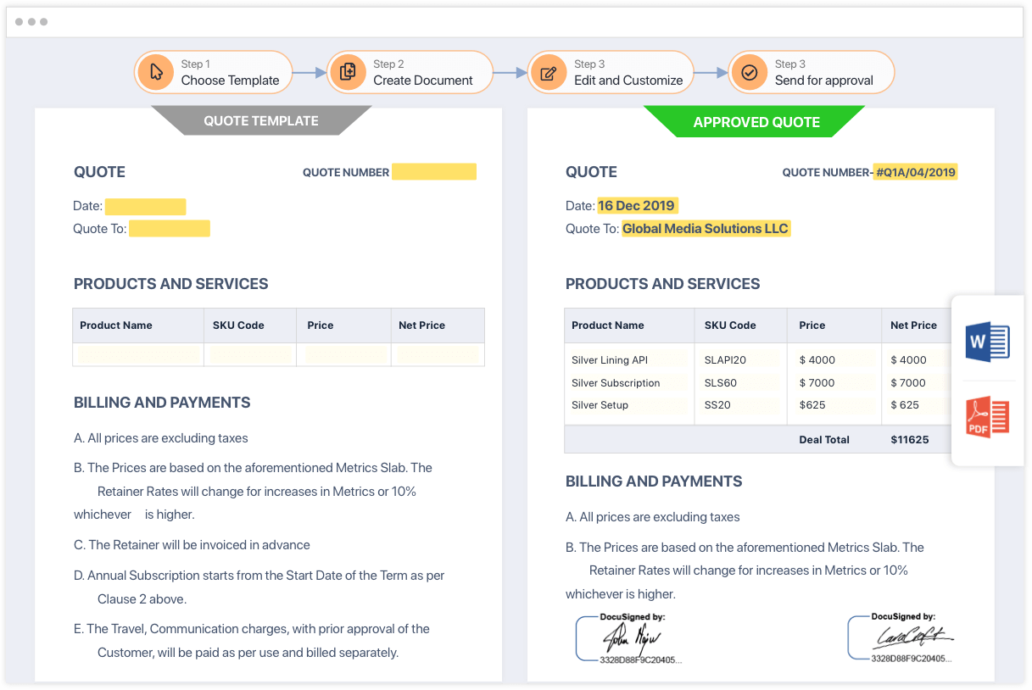 Step 1
Choose Template
Step 2
Create Document
Step 3
Edit and Customize
Step 3
Send for approval
QUOTE TEMPLATE
QUOTE
QUOTE NUMBER
Date:
Quote To:
PRODUCTS AND SERVICES
Product Name SKU Code Price Net Price
BILLING AND PAYMENTS
A. All prices are excluding taxes
B. The Prices are based on the aforementioned Metrics Slab. The
Retainer Rates will change for increases in Metrics or 10%
whichever is higher.
C. The Retainer will be invoiced in advance
D. Annual Subscription starts from the Start Date of the Term as per
Clause 2 above.
E. The Travel, Communication charges, with prior approval of the
Customer, will be paid as per use and billed separately.
APPROVED QUOTE
QUOTE
QUOTE NUMBER- #Q1A/04/2019
Date: 16 Dec 2019
Quote To: Global Media Solutions LLC
PRODUCTS AND SERVICES
Product Name SKU Code Price Net Price
Silver Lining API SLAPI20 $ 4000 $ 4000
Silver Subscription SLS60 $ 7000 $ 7000
Silver Setup SS20 $625 $ 625
Deal Total $11625
BILLING AND PAYMENTS
A. All prices are excluding taxes
B. The Prices are based on the aforementioned Metrics Slab. The
Retainer Rates will change for increases in Metrics or 10%
whichever is higher.
DocuSigned by:
3328D88F9C20405...
DocuSigned by:
3328D88F9C20405...
W
PDF